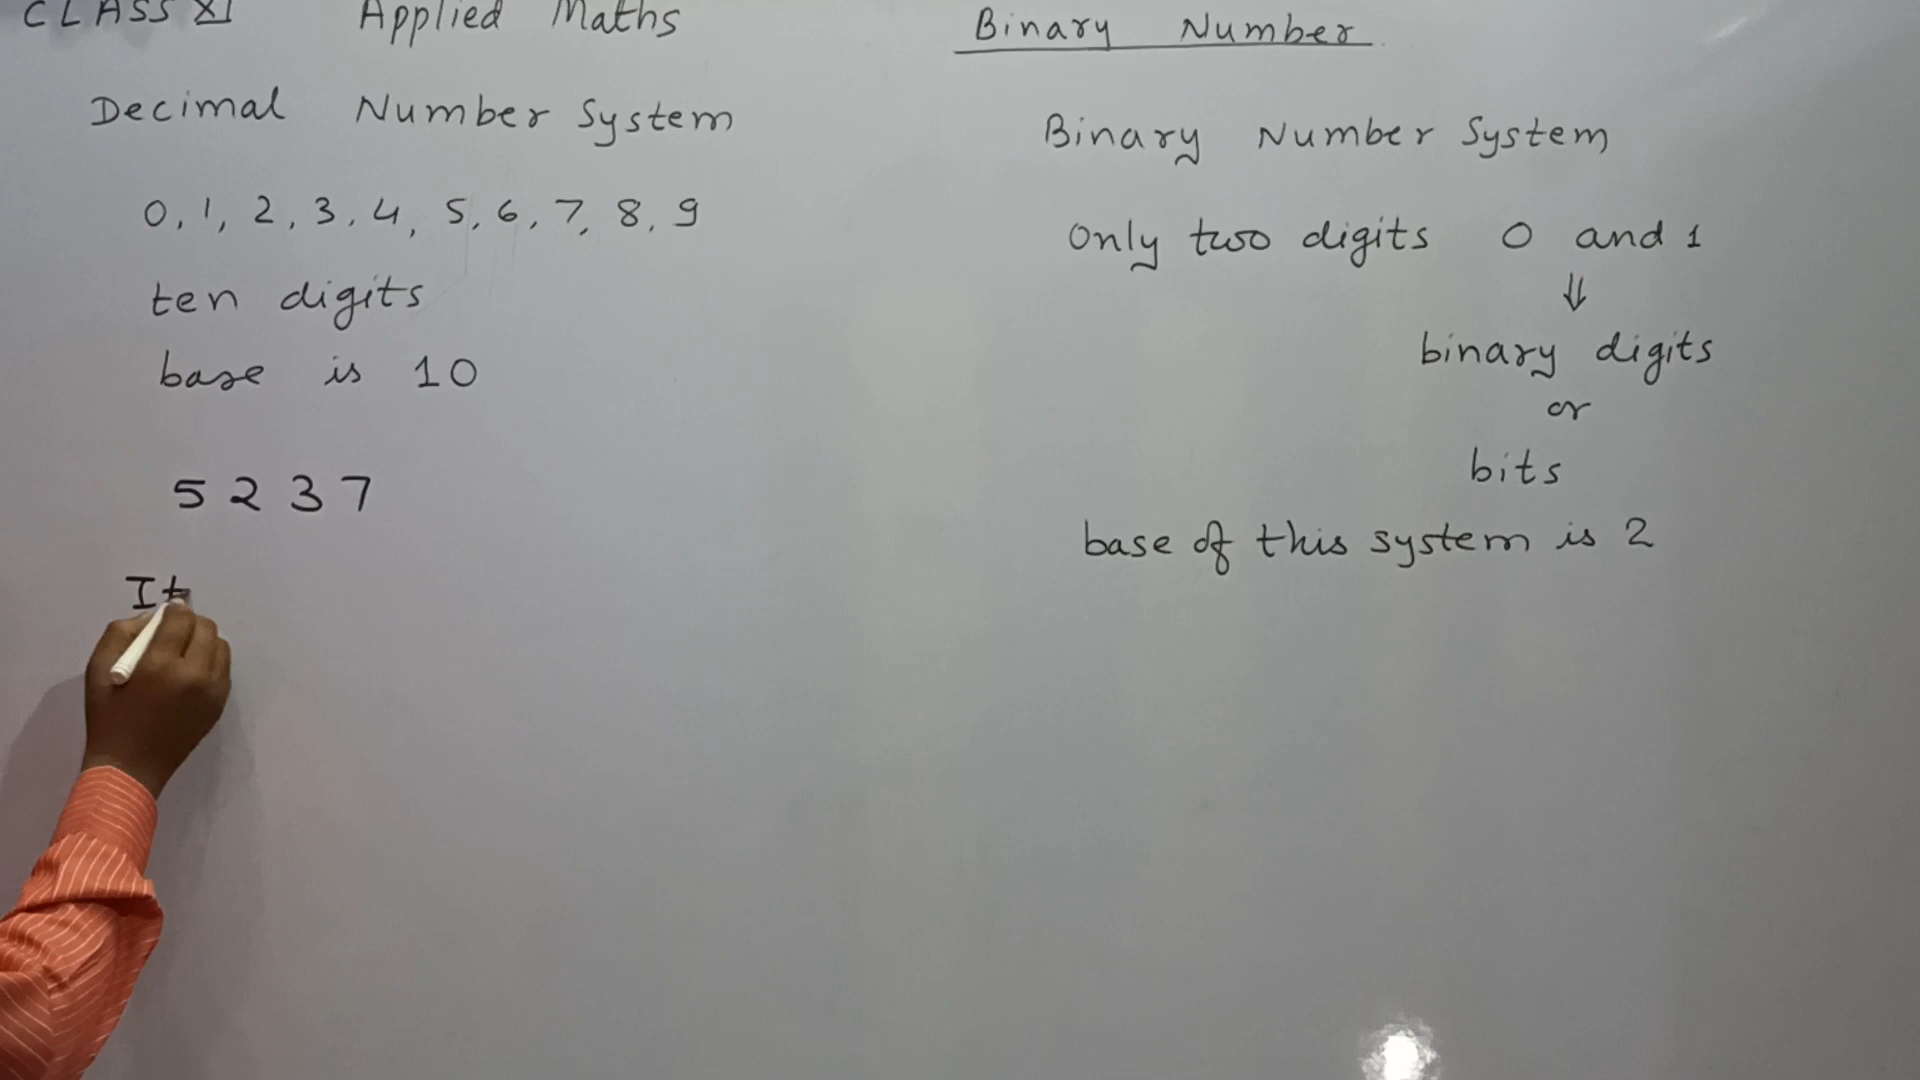 CLASS XI Applied Maths
Decimal Number System
0, 1, 2, 3, 4, 5, 6, 7, 8, 9
ten digits
base is 10
5 2 3 7
It
Binary Number
Binary Number System
only two digits 0 and 1
⇓
binary digits
or
bits
base of this system is 2